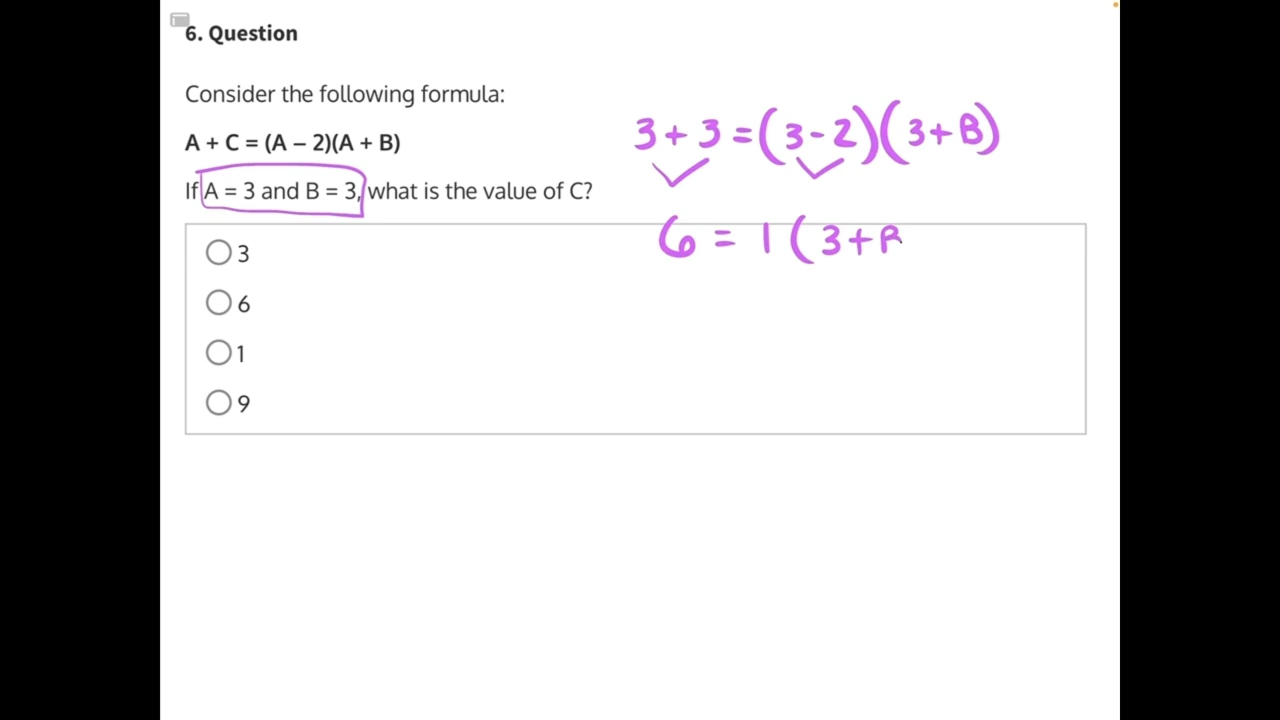 6. Question
Consider the following formula:
A + C = (A – 2)(A + B)
If A = 3 and B = 3, what is the value of C?
3
6
1
9
3 + 3 = (3 - 2)(3 + B)
6 = 1 (3 + B